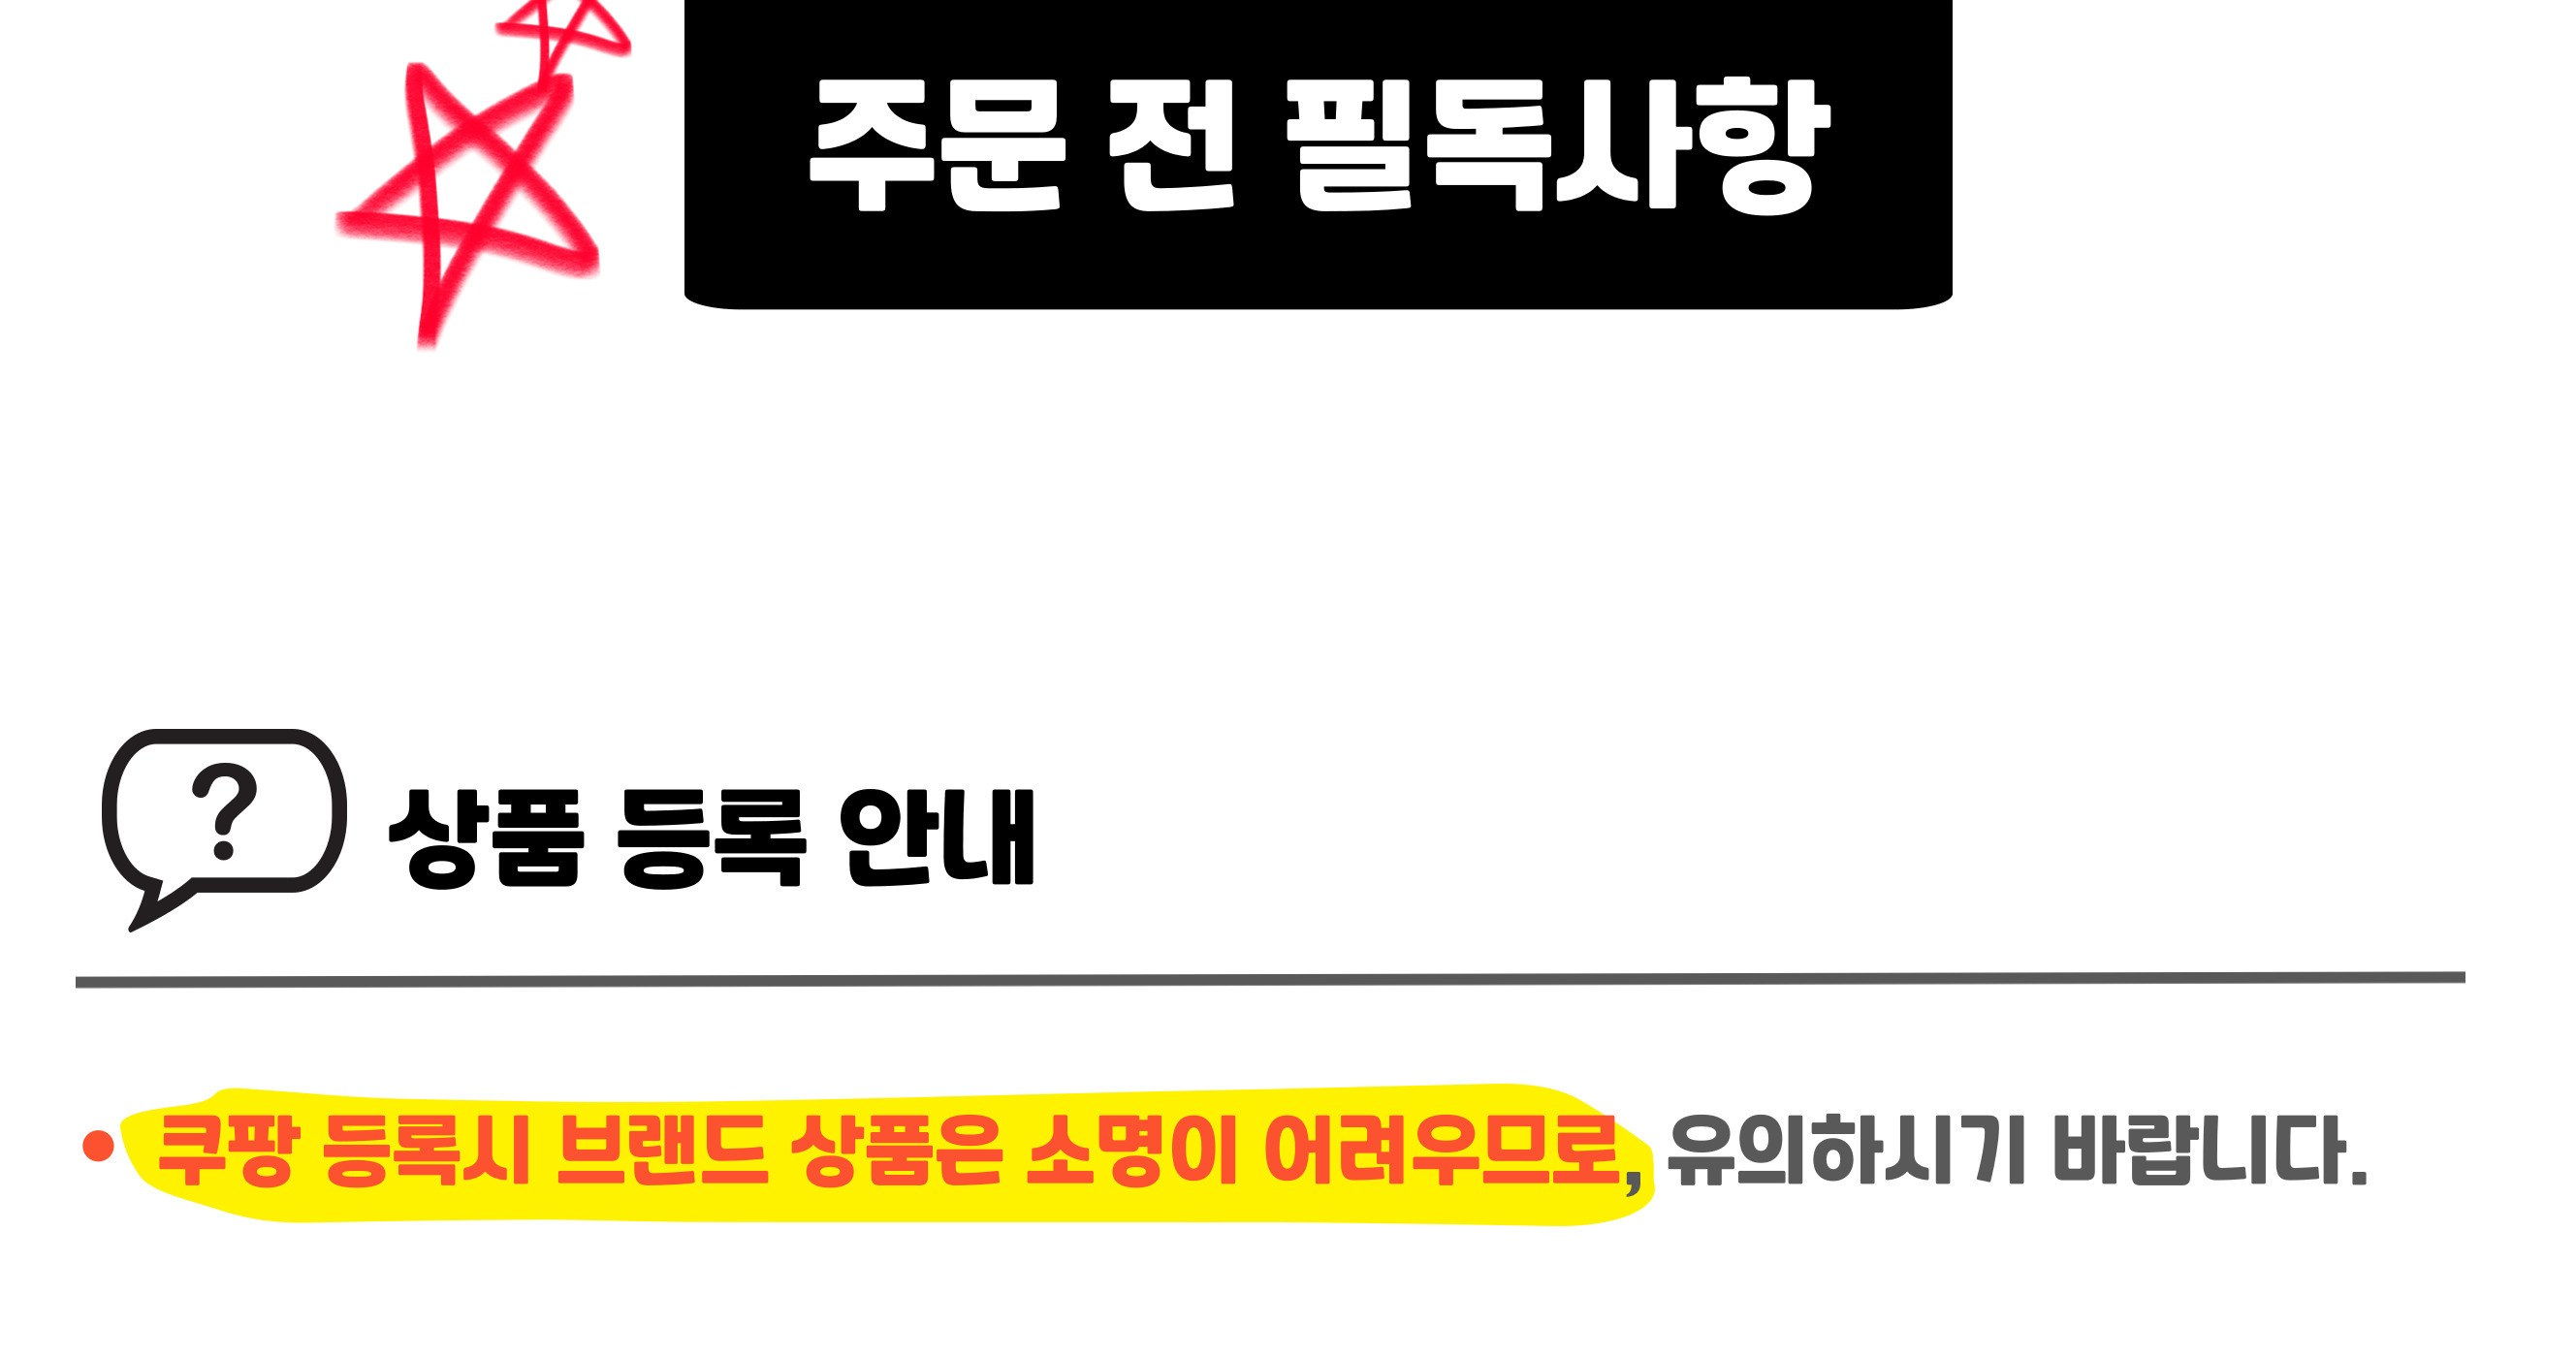 주문 전 필독사항
?
상품 등록 안내
• 쿠팡 등록시 브랜드 상품은 소명이 어려우므로, 유의하시기 바랍니다.